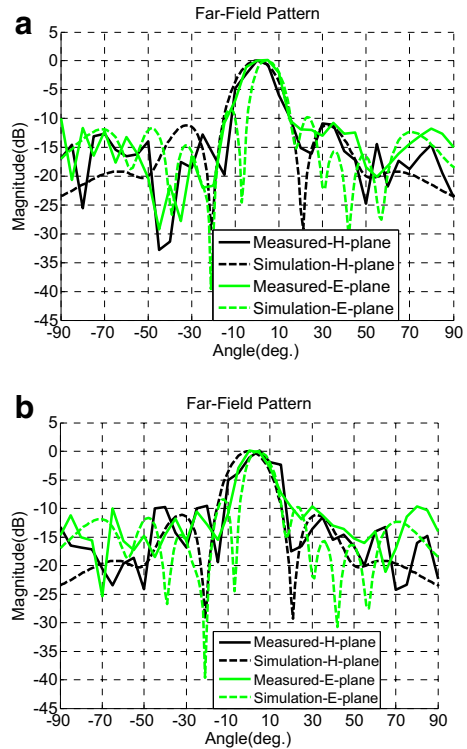 a
Far-Field Pattern
Magnitude(dB)
5
0
-5
-10
-15
-20
-25
-30
-35
-40
-45
Measured-H-plane
Simulation-H-plane
Measured-E-plane
Simulation-E-plane
-90 -70 -50 -30 -10 10 30 50 70 90
Angle(deg.)
b
Far-Field Pattern
Magnitude(dB)
5
0
-5
-10
-15
-20
-25
-30
-35
-40
-45
Measured-H-plane
Simulation-H-plane
Measured-E-plane
Simulation-E-plane
-90 -70 -50 -30 -10 10 30 50 70 90
Angle(deg.)